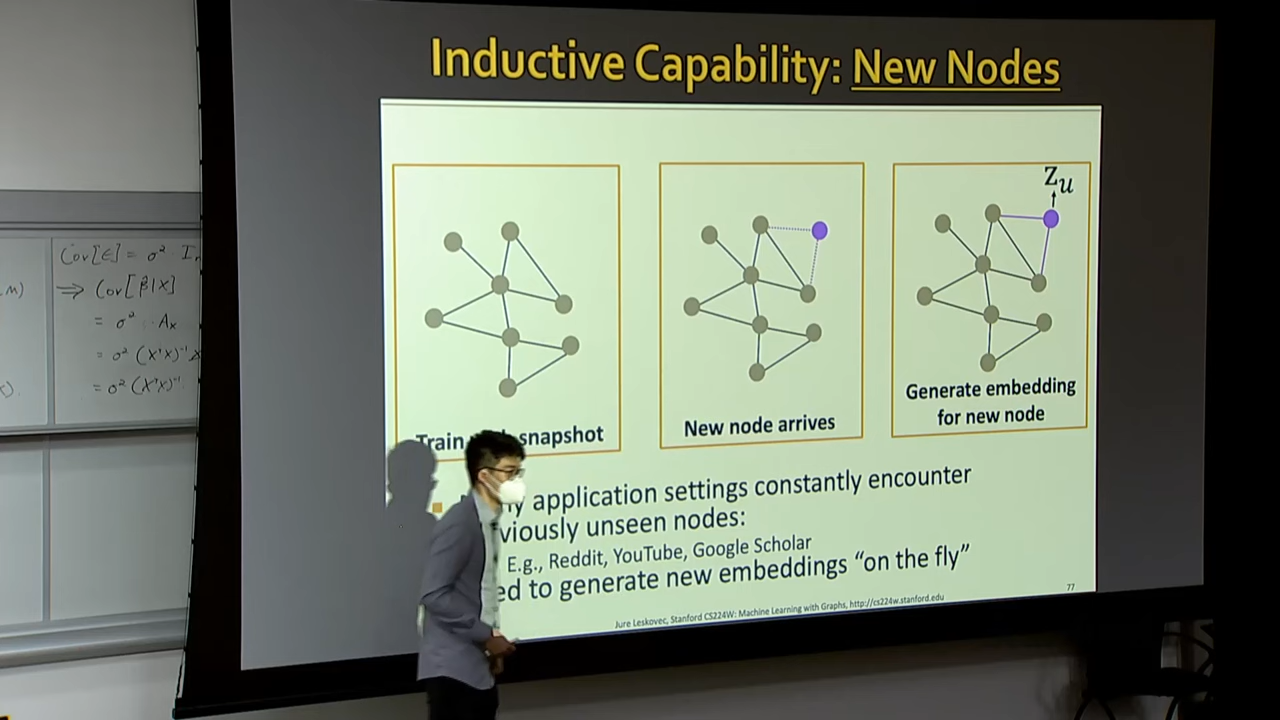 Inductive Capability: New Nodes
Z_u
Train snapshot
New node arrives
Generate embedding
for new node
application settings constantly encounter
viously unseen nodes:
E.g., Reddit, YouTube, Google Scholar
ed to generate new embeddings “on the fly”
77
Jure Leskovec, Stanford CS224W: Machine Learning with Graphs, http://cs224w.stanford.edu
Cov[ε] = σ² · I
⇒ Cov[β̂|X]
= σ² · Aₓ
= σ² (X'X)⁻¹
= σ² (X'X)⁻¹